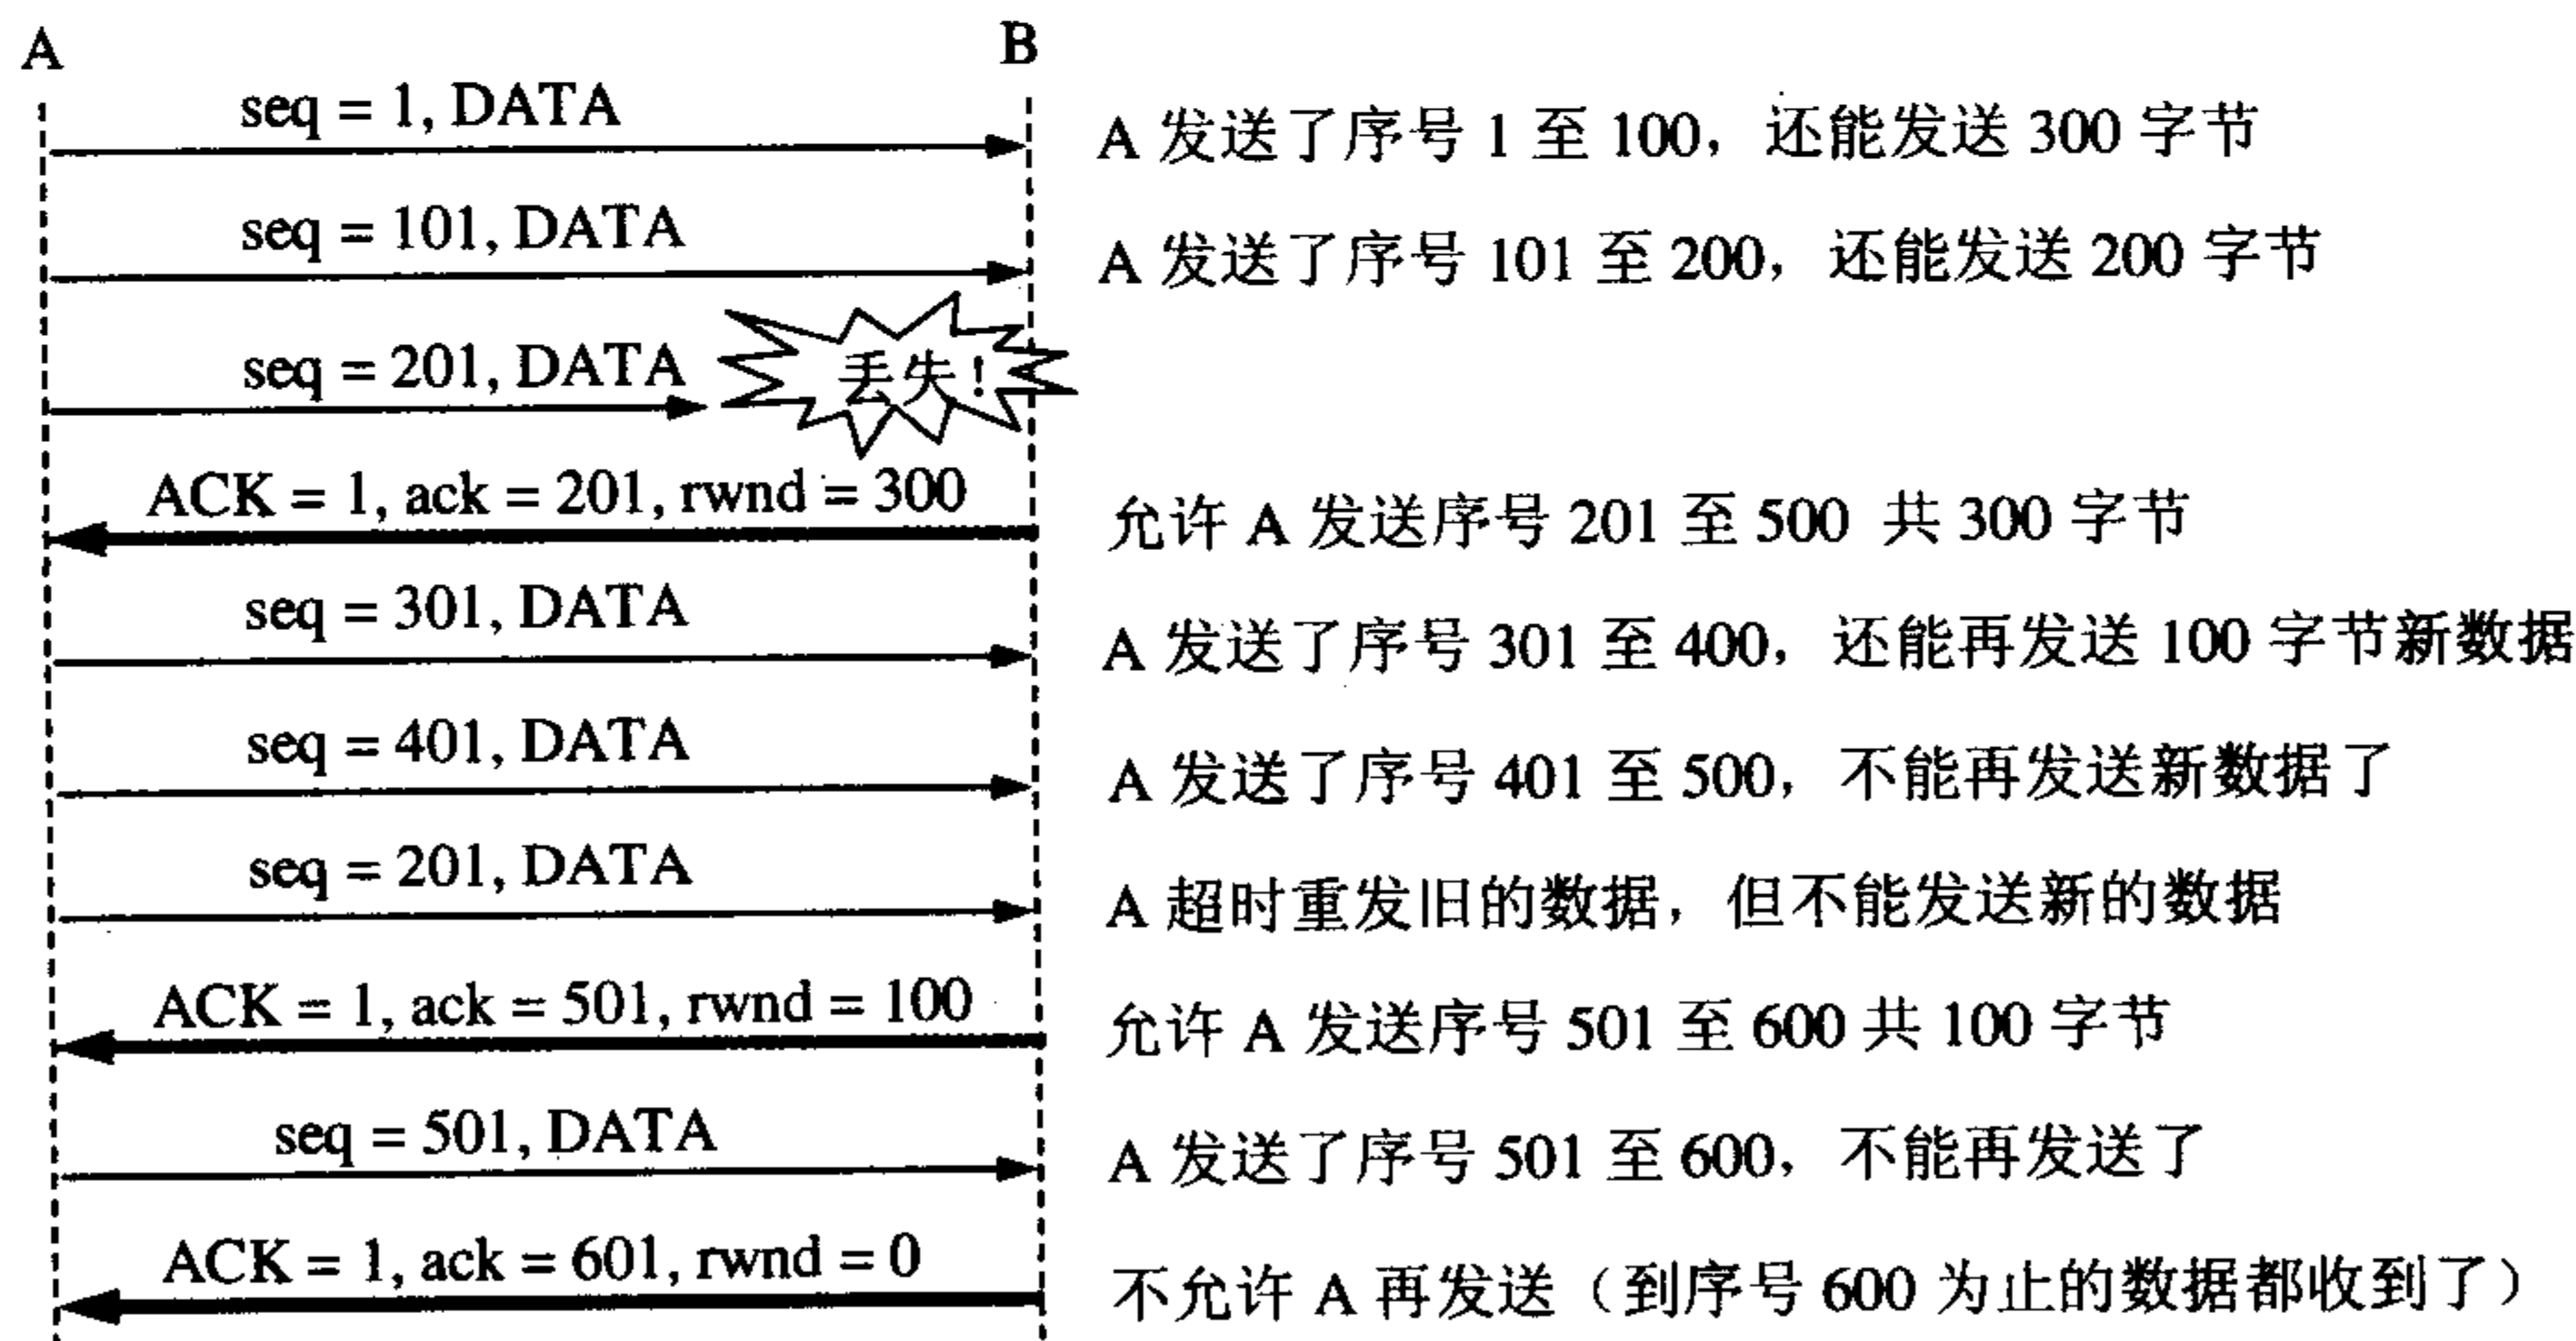 A
B
seq = 1, DATA
A 发送了序号 1 至 100，还能发送 300 字节
seq = 101, DATA
A 发送了序号 101 至 200，还能发送 200 字节
seq = 201, DATA
丢失！
ACK = 1, ack = 201, rwnd = 300
允许 A 发送序号 201 至 500 共 300 字节
seq = 301, DATA
A 发送了序号 301 至 400，还能再发送 100 字节新数据
seq = 401, DATA
A 发送了序号 401 至 500，不能再发送新数据了
seq = 201, DATA
A 超时重发旧的数据，但不能发送新的数据
ACK = 1, ack = 501, rwnd = 100
允许 A 发送序号 501 至 600 共 100 字节
seq = 501, DATA
A 发送了序号 501 至 600，不能再发送了
ACK = 1, ack = 601, rwnd = 0
不允许 A 再发送（到序号 600 为止的数据都收到了）